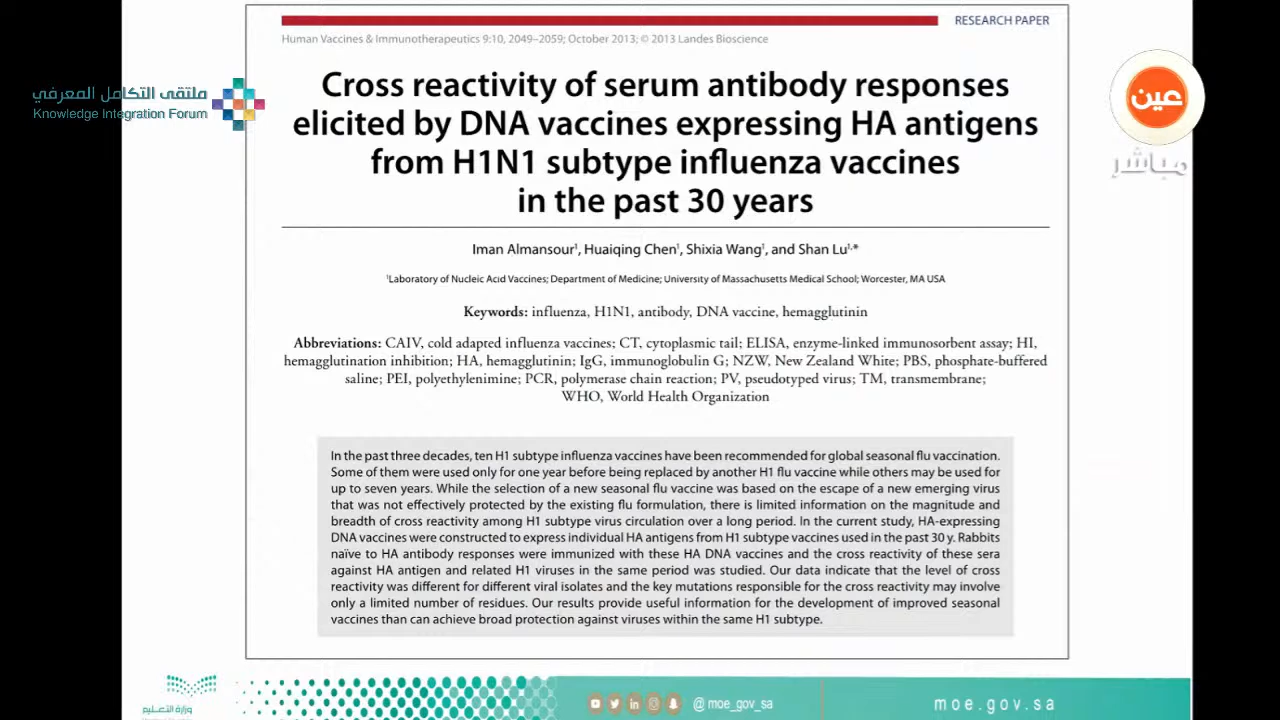 RESEARCH PAPER
Human Vaccines & Immunotherapeutics 9:10, 2049–2059; October 2013; © 2013 Landes Bioscience
ملتقى التكامل المعرفي
Knowledge Integration Forum
عين
مباشر
Cross reactivity of serum antibody responses
elicited by DNA vaccines expressing HA antigens
from H1N1 subtype influenza vaccines
in the past 30 years
Iman Almansour¹, Huaiqing Chen¹, Shixia Wang¹, and Shan Lu¹,*
¹Laboratory of Nucleic Acid Vaccines; Department of Medicine; University of Massachusetts Medical School; Worcester, MA USA
Keywords: influenza, H1N1, antibody, DNA vaccine, hemagglutinin
Abbreviations: CAIV, cold adapted influenza vaccines; CT, cytoplasmic tail; ELISA, enzyme-linked immunosorbent assay; HI,
hemagglutination inhibition; HA, hemagglutinin; IgG, immunoglobulin G; NZW, New Zealand White; PBS, phosphate-buffered
saline; PEI, polyethylenimine; PCR, polymerase chain reaction; PV, pseudotyped virus; TM, transmembrane;
WHO, World Health Organization
In the past three decades, ten H1 subtype influenza vaccines have been recommended for global seasonal flu vaccination.
Some of them were used only for one year before being replaced by another H1 flu vaccine while others may be used for
up to seven years. While the selection of a new seasonal flu vaccine was based on the escape of a new emerging virus
that was not effectively protected by the existing flu formulation, there is limited information on the magnitude and
breadth of cross reactivity among H1 subtype virus circulation over a long period. In the current study, HA-expressing
DNA vaccines were constructed to express individual HA antigens from H1 subtype vaccines used in the past 30 y. Rabbits
naïve to HA antibody responses were immunized with these HA DNA vaccines and the cross reactivity of these sera
against HA antigen and related H1 viruses in the same period was studied. Our data indicate that the level of cross
reactivity was different for different viral isolates and the key mutations responsible for the cross reactivity may involve
only a limited number of residues. Our results provide useful information for the development of improved seasonal
vaccines than can achieve broad protection against viruses within the same H1 subtype.
وزارة التعليم
@moe_gov_sa
moe.gov.sa